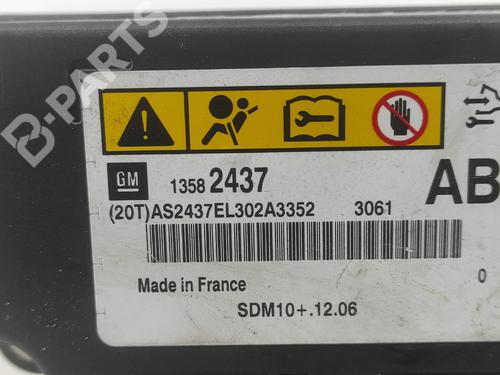 B-PARTS
GM 1358 2437 AB
(20T)AS2437EL302A3352 3061
Made in France 0
SDM10+.12.06